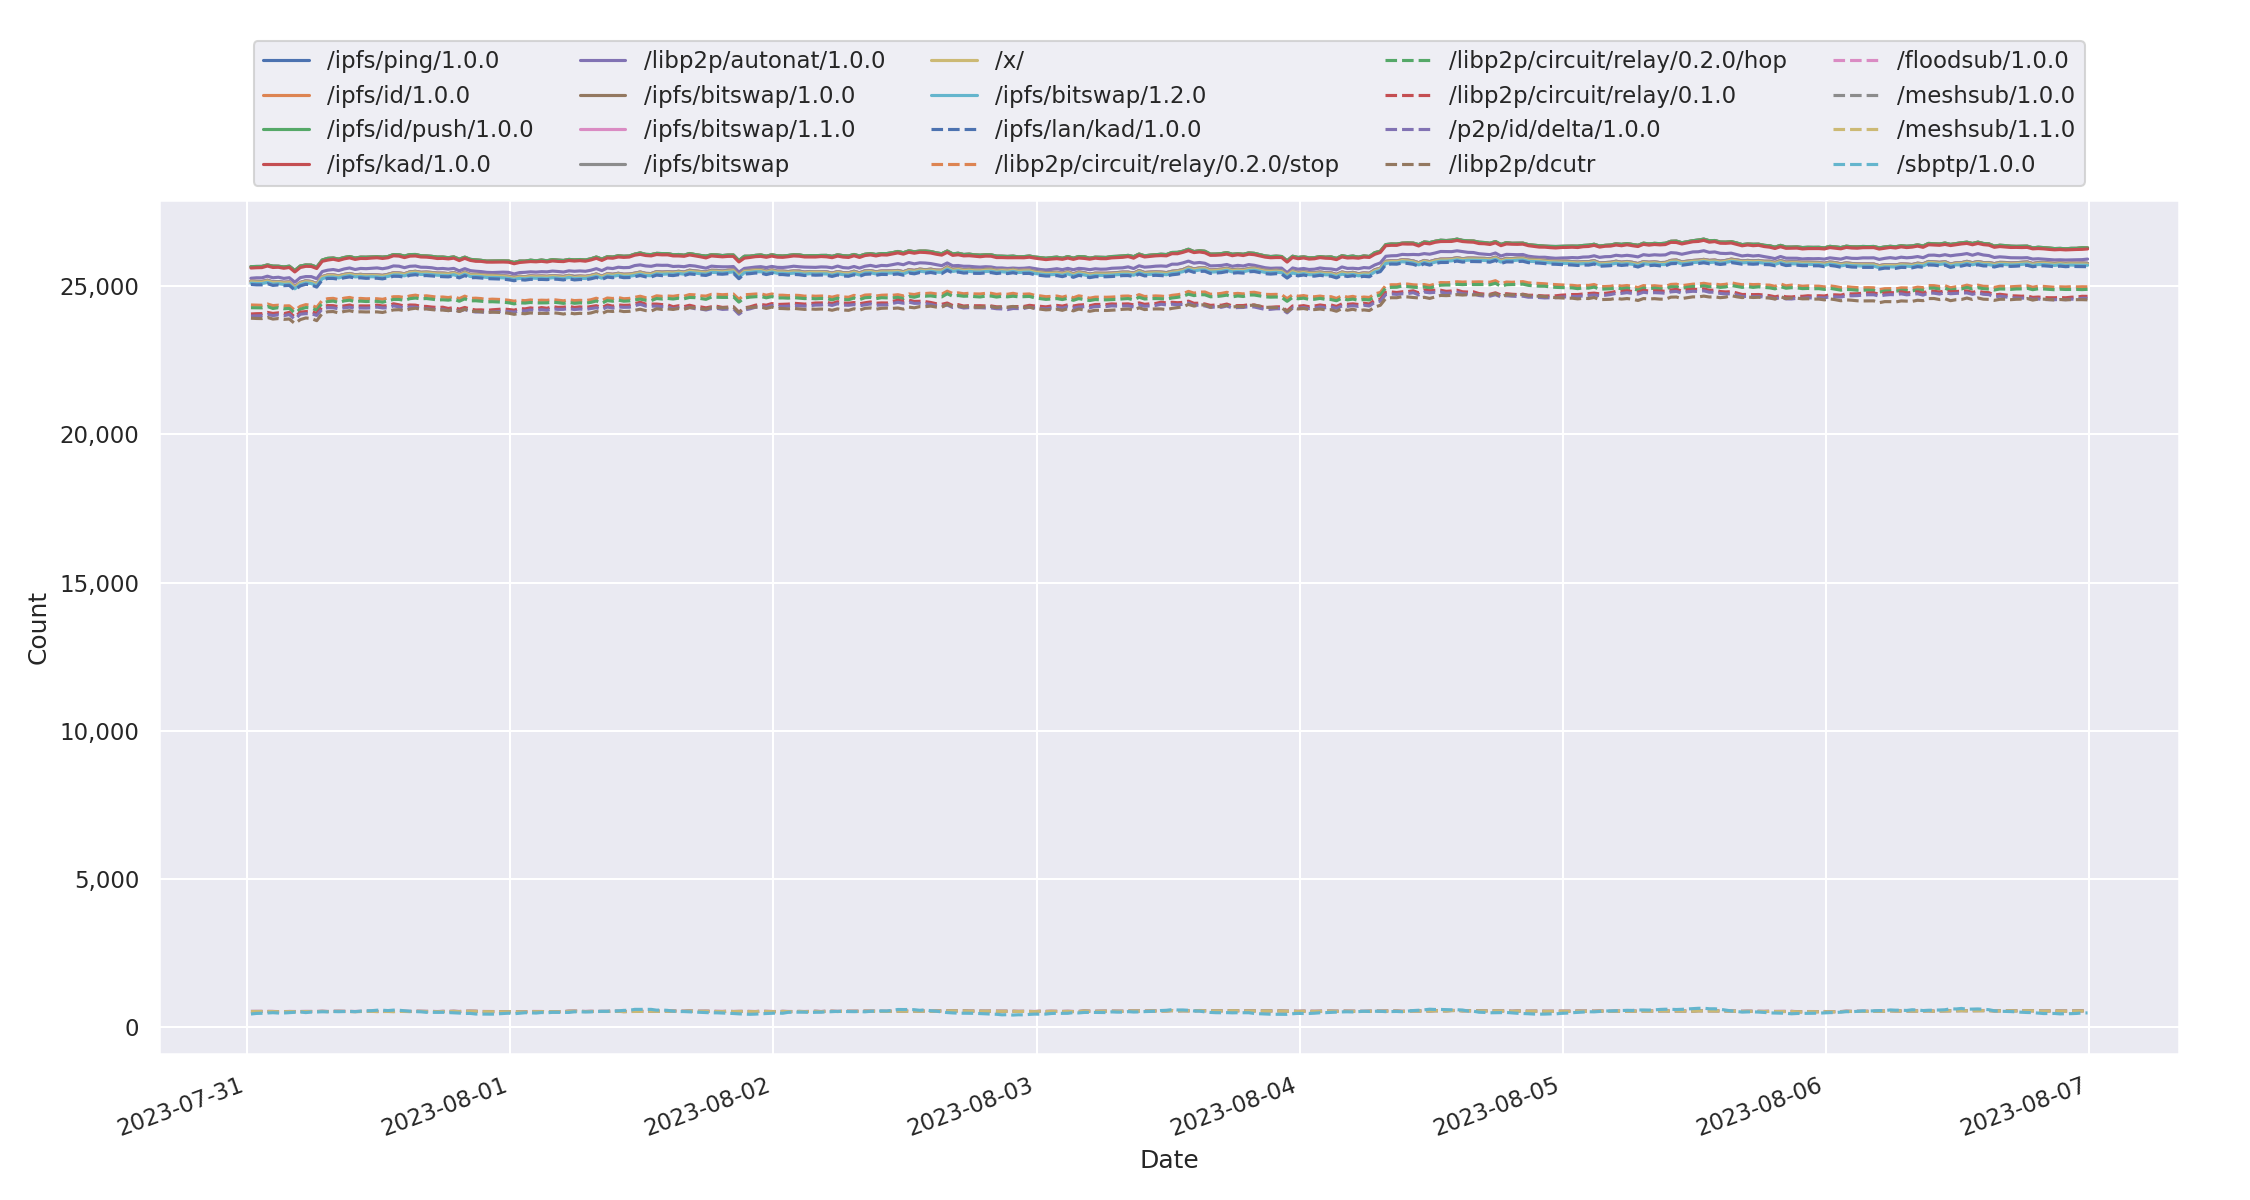 /ipfs/ping/1.0.0
/ipfs/id/1.0.0
/ipfs/id/push/1.0.0
/ipfs/kad/1.0.0
/libp2p/autonat/1.0.0
/ipfs/bitswap/1.0.0
/ipfs/bitswap/1.1.0
/ipfs/bitswap
/x/
/ipfs/bitswap/1.2.0
/ipfs/lan/kad/1.0.0
/libp2p/circuit/relay/0.2.0/stop
/libp2p/circuit/relay/0.2.0/hop
/libp2p/circuit/relay/0.1.0
/p2p/id/delta/1.0.0
/libp2p/dcutr
/floodsub/1.0.0
/meshsub/1.0.0
/meshsub/1.1.0
/sbptp/1.0.0
25,000
20,000
15,000
10,000
5,000
0
Count
2023-07-31
2023-08-01
2023-08-02
2023-08-03
2023-08-04
2023-08-05
2023-08-06
2023-08-07
Date